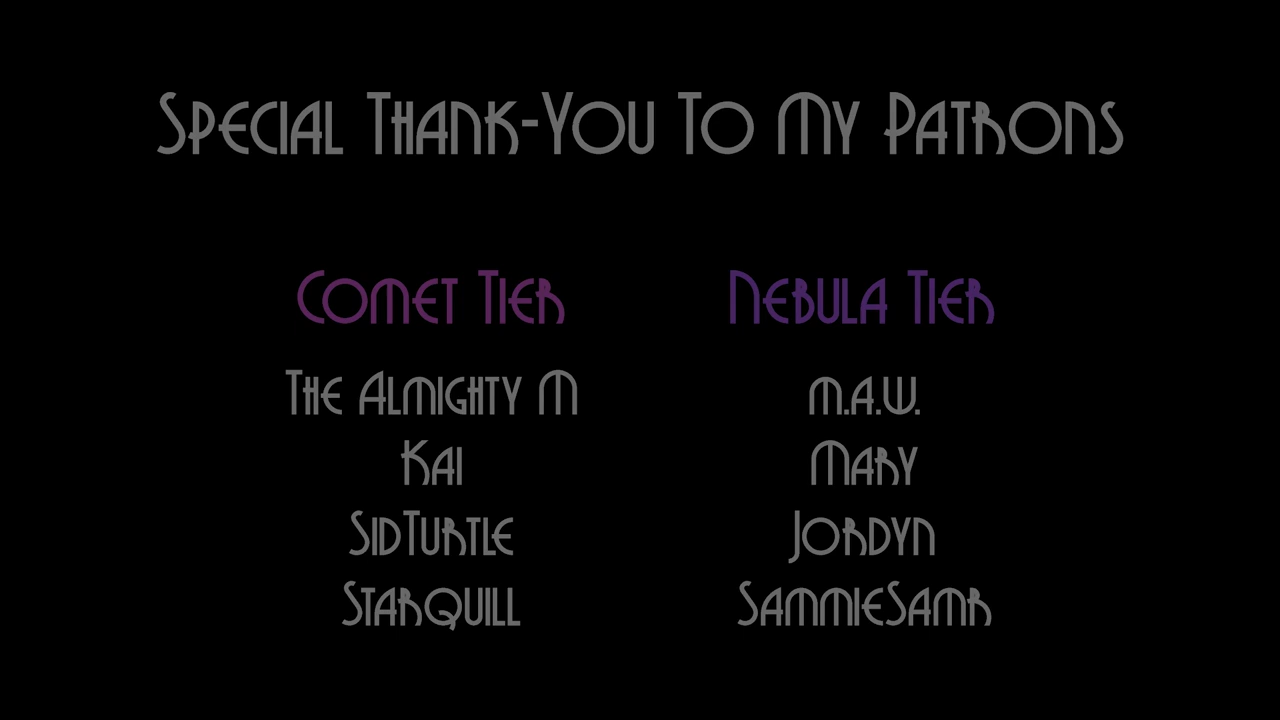 Special Thank-You To My Patrons
Comet Tier
The Almighty M
Kai
SidTurtle
StarQuill
Nebula Tier
m.a.w.
Mary
Jordyn
SammieSamR